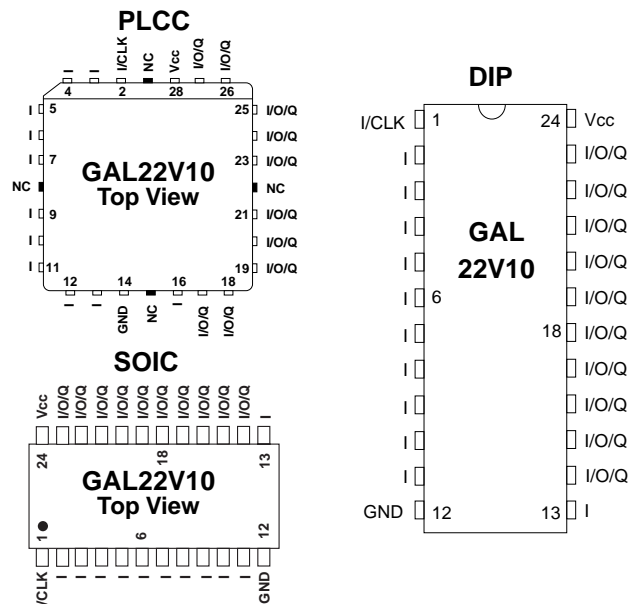 PLCC
I I I/CLK NC Vcc I/O/Q I/O/Q
4 2 28 26
I 5 25 I/O/Q
I I/O/Q
I 7 23 I/O/Q
NC NC
I 9 21 I/O/Q
I I/O/Q
I 11 19 I/O/Q
GAL22V10
Top View
12 14 16 18
I I GND NC I I/O/Q I/O/Q
SOIC
Vcc I/O/Q I/O/Q I/O/Q I/O/Q I/O/Q I/O/Q I/O/Q I/O/Q I/O/Q I/O/Q I
24 18 13
GAL22V10
Top View
1 6 12
/CLK I I I I I I I I I I GND
DIP
I/CLK 1 24 Vcc
I I/O/Q
I I/O/Q
I I/O/Q
GAL
22V10
I I/O/Q
I 6 I/O/Q
I 18 I/O/Q
I I/O/Q
I I/O/Q
I I/O/Q
I I/O/Q
GND 12 13 I